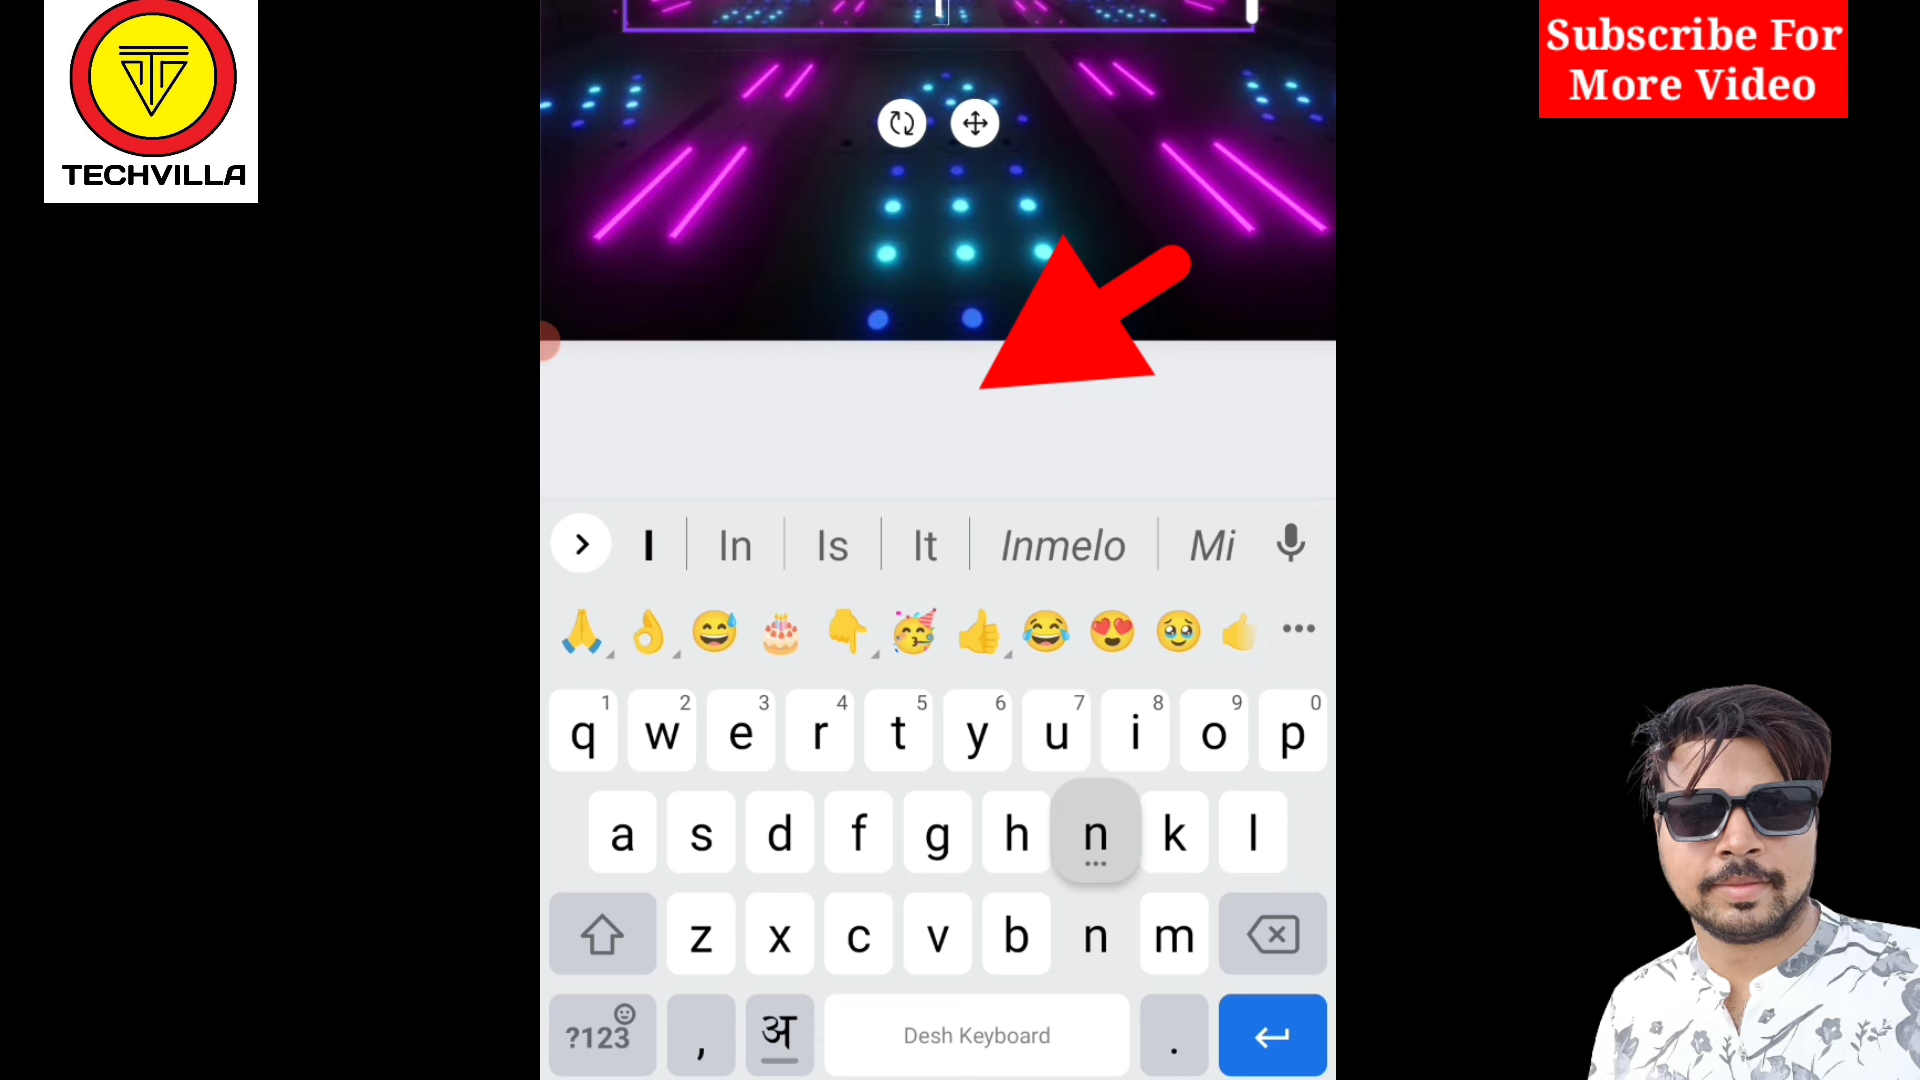 TECHVILLA
Subscribe For
More Video
I In Is It Inmelo Mi
1 2 3 4 5 6 7 8 9 0
q w e r t y u i o p
a s d f g h n k l
z x c v b n m
?123 , अ Desh Keyboard .